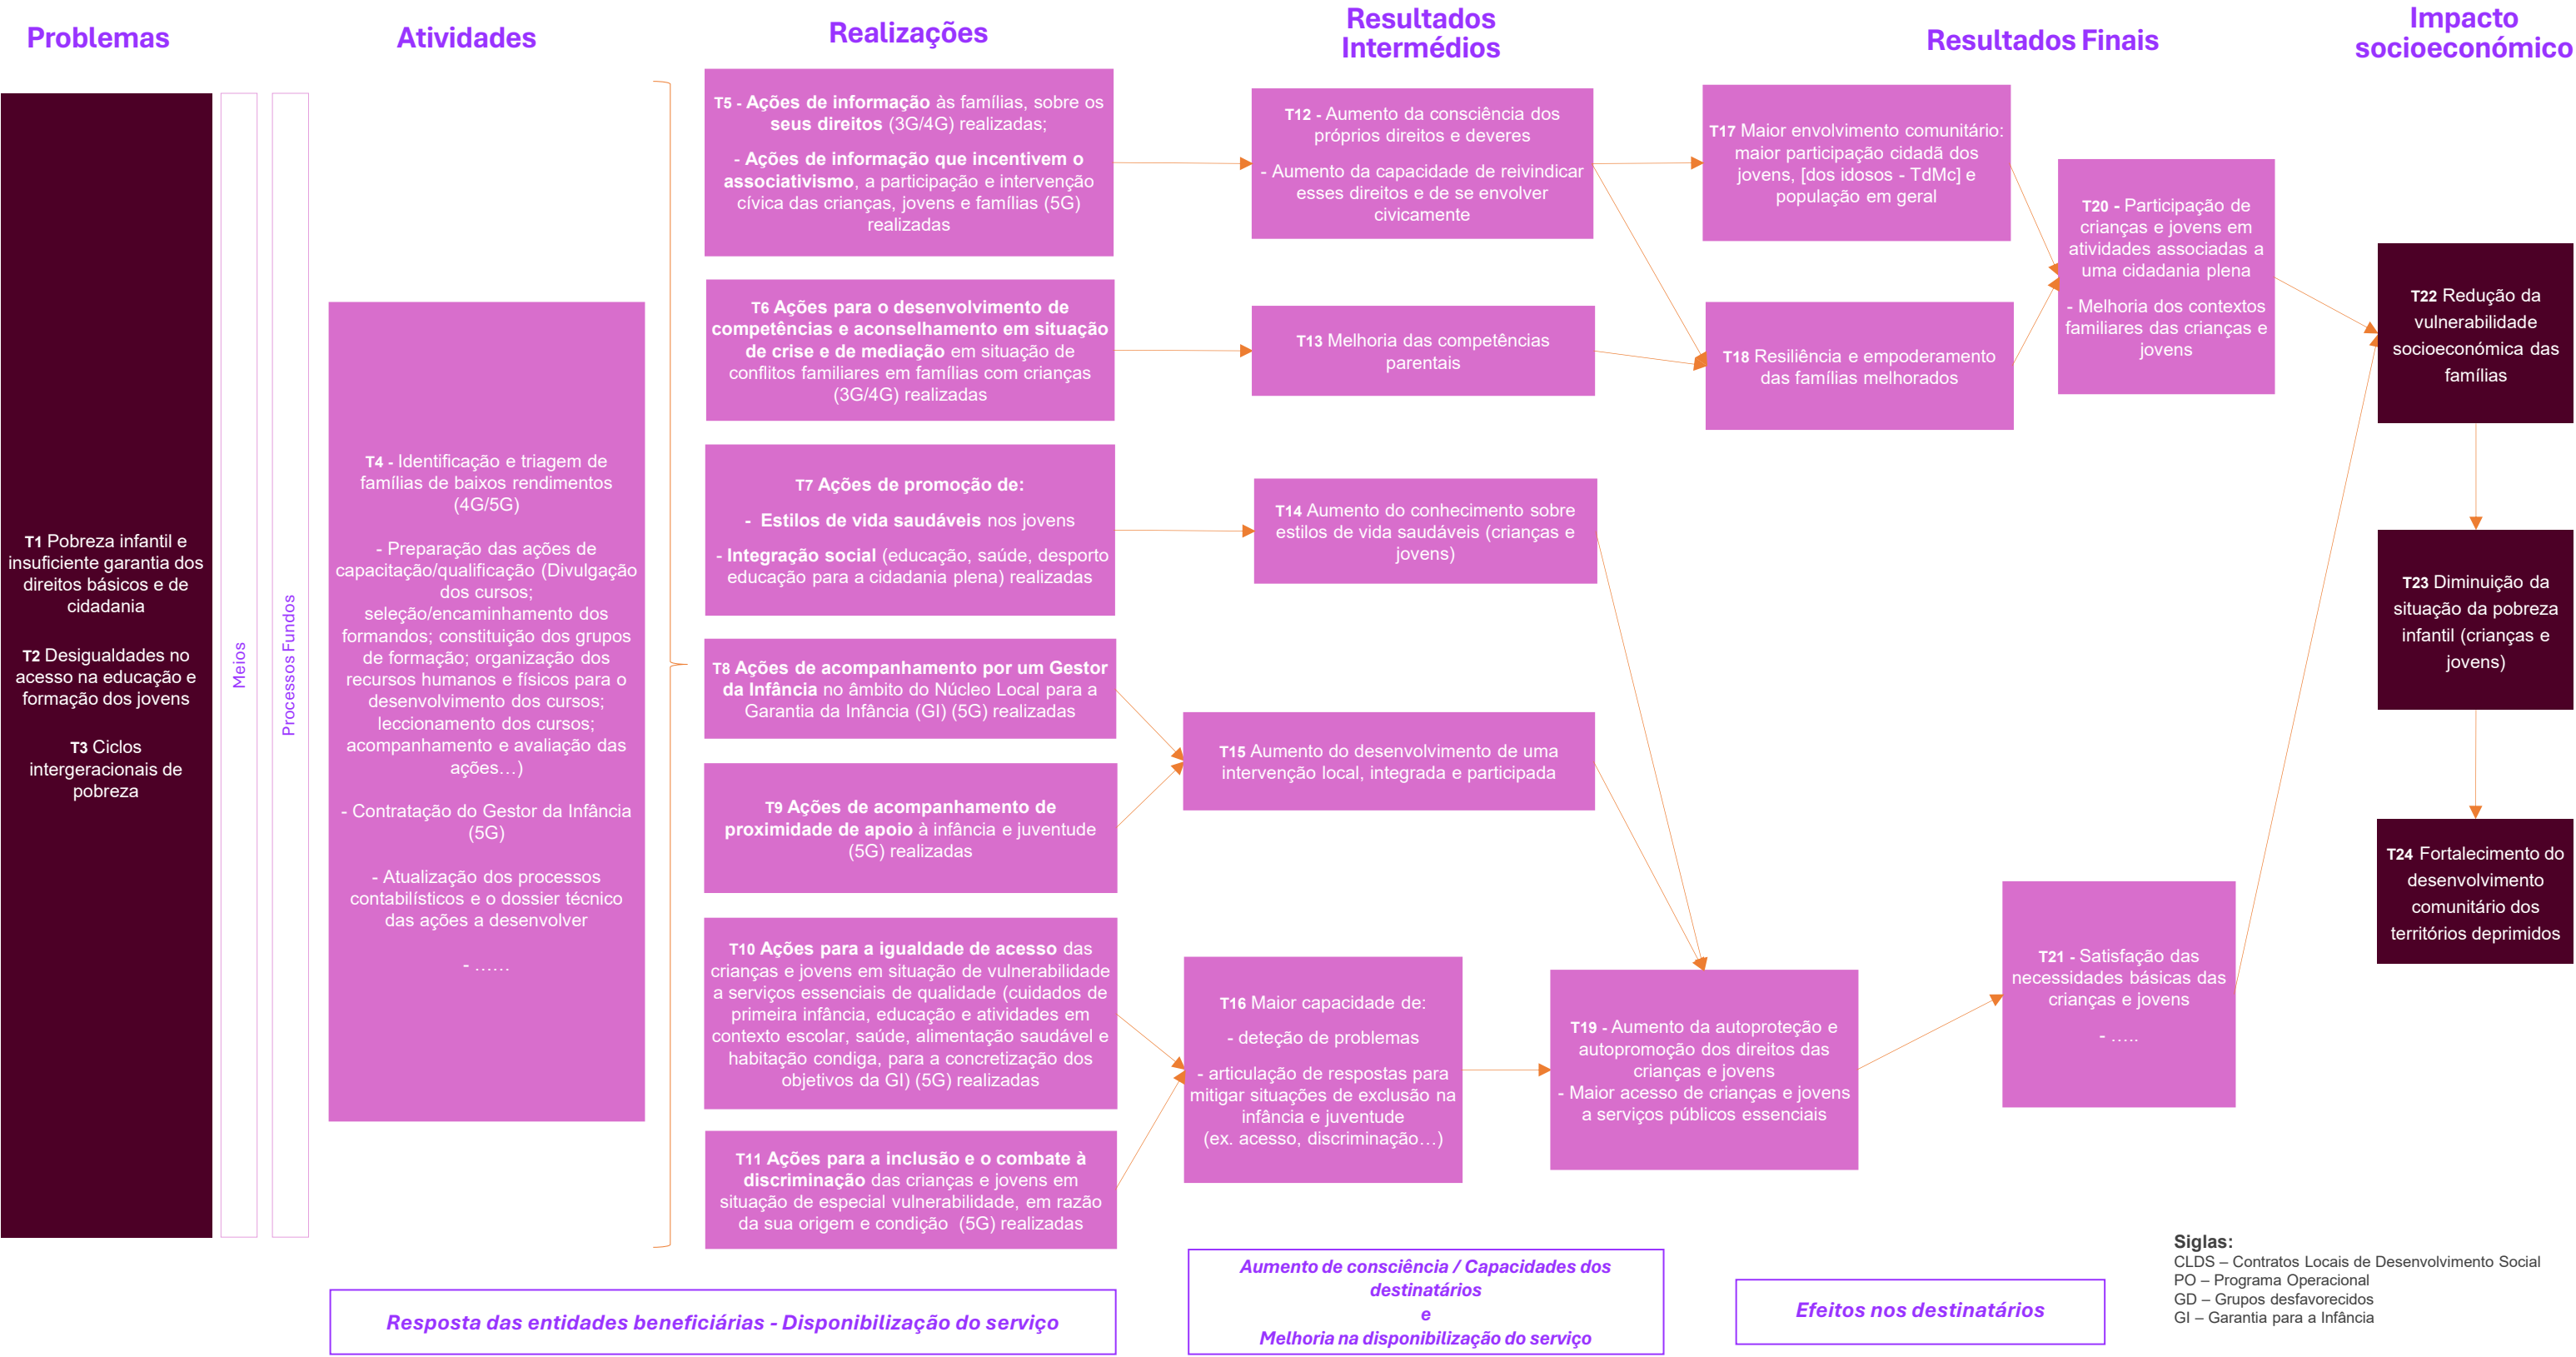 Problemas
Atividades
Realizações
Resultados
Intermédios
Resultados Finais
Impacto
socioeconómico
T1 Pobreza infantil e
insuficiente garantia dos
direitos básicos e de
cidadania
T2 Desigualdades no
acesso na educação e
formação dos jovens
T3 Ciclos
intergeracionais de
pobreza
Meios
Processos Fundos
T4 - Identificação e triagem de
famílias de baixos rendimentos
(4G/5G)
- Preparação das ações de
capacitação/qualificação (Divulgação
dos cursos;
seleção/encaminhamento dos
formandos; constituição dos grupos
de formação; organização dos
recursos humanos e físicos para o
desenvolvimento dos cursos;
leccionamento dos cursos;
acompanhamento e avaliação das
ações…)
- Contratação do Gestor da Infância
(5G)
- Atualização dos processos
contabilísticos e o dossier técnico
das ações a desenvolver
- ……
T5 - Ações de informação às famílias, sobre os
seus direitos (3G/4G) realizadas;
- Ações de informação que incentivem o
associativismo, a participação e intervenção
cívica das crianças, jovens e famílias (5G)
realizadas
T6 Ações para o desenvolvimento de
competências e aconselhamento em situação
de crise e de mediação em situação de
conflitos familiares em famílias com crianças
(3G/4G) realizadas
T7 Ações de promoção de:
- Estilos de vida saudáveis nos jovens
- Integração social (educação, saúde, desporto
educação para a cidadania plena) realizadas
T8 Ações de acompanhamento por um Gestor
da Infância no âmbito do Núcleo Local para a
Garantia da Infância (GI) (5G) realizadas
T9 Ações de acompanhamento de
proximidade de apoio à infância e juventude
(5G) realizadas
T10 Ações para a igualdade de acesso das
crianças e jovens em situação de vulnerabilidade
a serviços essenciais de qualidade (cuidados de
primeira infância, educação e atividades em
contexto escolar, saúde, alimentação saudável e
habitação condiga, para a concretização dos
objetivos da GI) (5G) realizadas
T11 Ações para a inclusão e o combate à
discriminação das crianças e jovens em
situação de especial vulnerabilidade, em razão
da sua origem e condição (5G) realizadas
T12 - Aumento da consciência dos
próprios direitos e deveres
- Aumento da capacidade de reivindicar
esses direitos e de se envolver
civicamente
T13 Melhoria das competências
parentais
T14 Aumento do conhecimento sobre
estilos de vida saudáveis (crianças e
jovens)
T15 Aumento do desenvolvimento de uma
intervenção local, integrada e participada
T16 Maior capacidade de:
- deteção de problemas
- articulação de respostas para
mitigar situações de exclusão na
infância e juventude
(ex. acesso, discriminação…)
T17 Maior envolvimento comunitário:
maior participação cidadã dos
jovens, [dos idosos - TdMc] e
população em geral
T18 Resiliência e empoderamento
das famílias melhorados
T19 - Aumento da autoproteção e
autopromoção dos direitos das
crianças e jovens
- Maior acesso de crianças e jovens
a serviços públicos essenciais
T20 - Participação de
crianças e jovens em
atividades associadas a
uma cidadania plena
- Melhoria dos contextos
familiares das crianças e
jovens
T21 - Satisfação das
necessidades básicas das
crianças e jovens
- …..
T22 Redução da
vulnerabilidade
socioeconómica das
famílias
T23 Diminuição da
situação da pobreza
infantil (crianças e
jovens)
T24 Fortalecimento do
desenvolvimento
comunitário dos
territórios deprimidos
Resposta das entidades beneficiárias - Disponibilização do serviço
Aumento de consciência / Capacidades dos
destinatários
e
Melhoria na disponibilização do serviço
Efeitos nos destinatários
Siglas:
CLDS – Contratos Locais de Desenvolvimento Social
PO – Programa Operacional
GD – Grupos desfavorecidos
GI – Garantia para a Infância